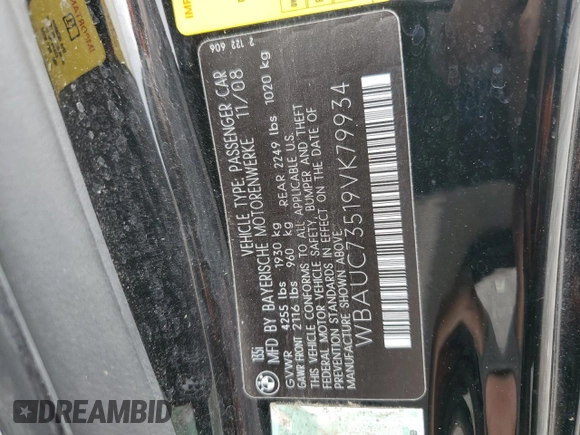 135i
VEHICLE TYPE: PASSENGER CAR
MFD BY BAYERISCHE MOTORENWERKE 11/08
GVWR 4255 lbs 1930 kg
GAWR FRONT 2116 lbs 960 kg REAR 2249 lbs 1020 kg
THIS VEHICLE CONFORMS TO ALL APPLICABLE U.S.
FEDERAL MOTOR VEHICLE SAFETY, BUMPER AND THEFT
PREVENTION STANDARDS IN EFFECT ON THE DATE OF
MANUFACTURE SHOWN ABOVE:
WBAUC73519VK79934
2 122 606
DREAMBID